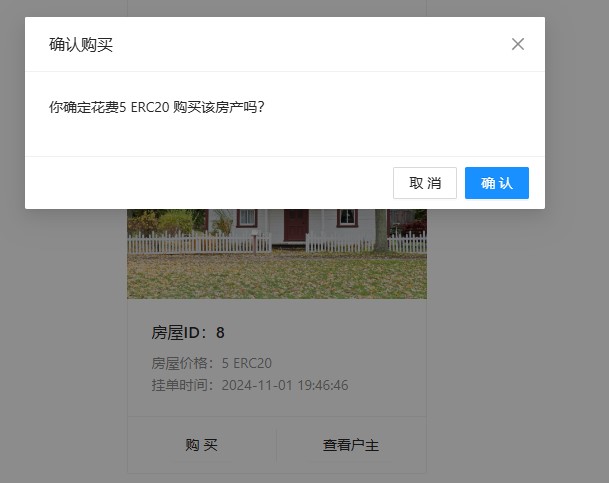 确认购买
你确定花费5 ERC20 购买该房产吗?
取 消
确 认
房屋ID：8
房屋价格：5 ERC20
挂单时间：2024-11-01 19:46:46
购 买
查看户主